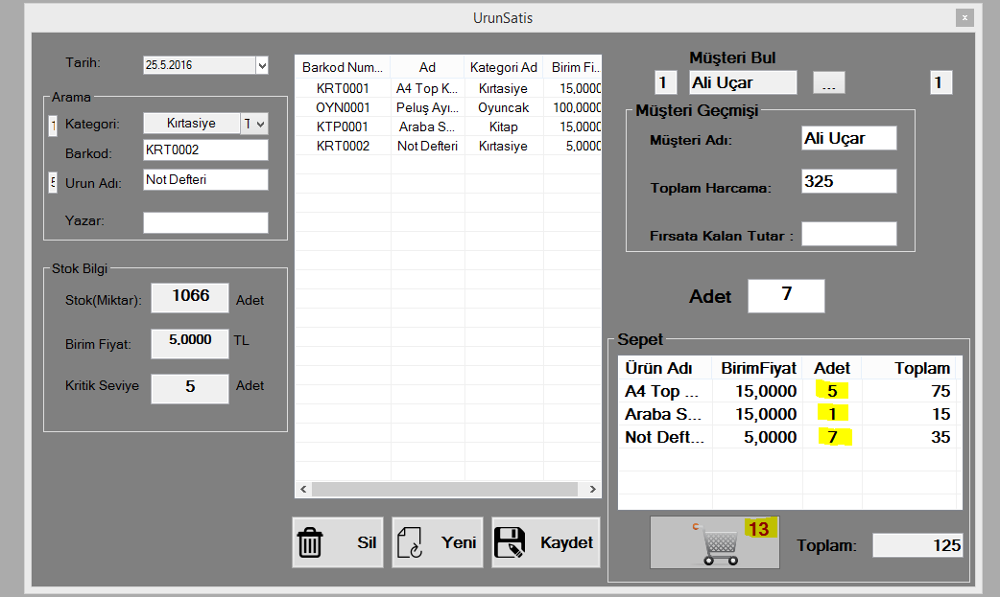 UrunSatis
x
Tarih: 25.5.2016
Arama
1 Kategori: Kırtasiye T
Barkod: KRT0002
5 Urun Adı: Not Defteri
Yazar:
Stok Bilgi
Stok(Miktar): 1066 Adet
Birim Fiyat: 5,0000 TL
Kritik Seviye 5 Adet
Barkod Num... Ad Kategori Ad Birim Fi...
KRT0001 A4 Top K... Kırtasiye 15,0000
OYN0001 Peluş Ayı... Oyuncak 100,0000
KTP0001 Araba S... Kitap 15,0000
KRT0002 Not Defteri Kırtasiye 5,0000
Sil Yeni Kaydet
Müşteri Bul
1 Ali Uçar ... 1
Müşteri Geçmişi
Müşteri Adı: Ali Uçar
Toplam Harcama: 325
Fırsata Kalan Tutar :
Adet 7
Sepet
Ürün Adı BirimFiyat Adet Toplam
A4 Top ... 15,0000 5 75
Araba S... 15,0000 1 15
Not Deft... 5,0000 7 35
13
Toplam: 125